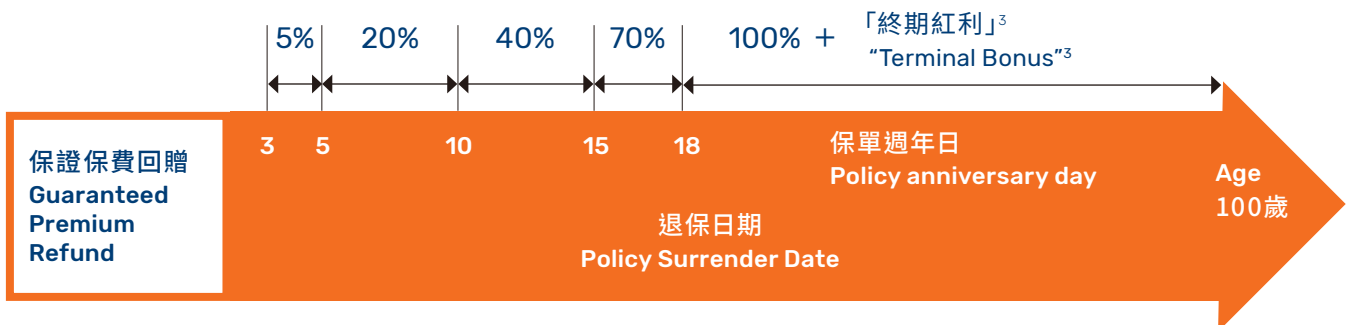 5%
20%
40%
70%
100% +
「終期紅利」3
“Terminal Bonus”3
保證保費回贈
Guaranteed
Premium
Refund
3
5
10
15
18
保單週年日
Policy anniversary day
退保日期
Policy Surrender Date
Age
100歲